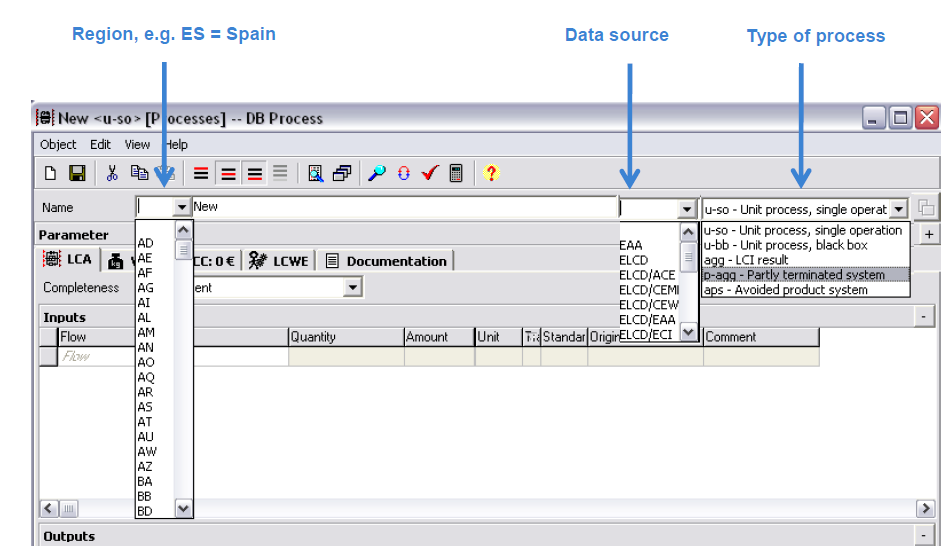 Region, e.g. ES = Spain
Data source
Type of process
New <u-so> [Processes] -- DB Process
Object Edit View Help
Name
New
u-so - Unit process, single operat
Parameter
+
LCA
CC: 0 €
LCWE
Documentation
Completeness
ent
Inputs
-
Flow
Quantity
Amount
Unit
Standar
Origin
Comment
Flow
AD
AE
AF
AG
AI
AL
AM
AN
AO
AQ
AR
AS
AT
AU
AW
AZ
BA
BB
BD
EAA
ELCD
ELCD/ACE
ELCD/CEMI
ELCD/CEW
ELCD/EAA
ELCD/ECI
u-so - Unit process, single operation
u-bb - Unit process, black box
agg - LCI result
p-agg - Partly terminated system
aps - Avoided product system
Outputs
-